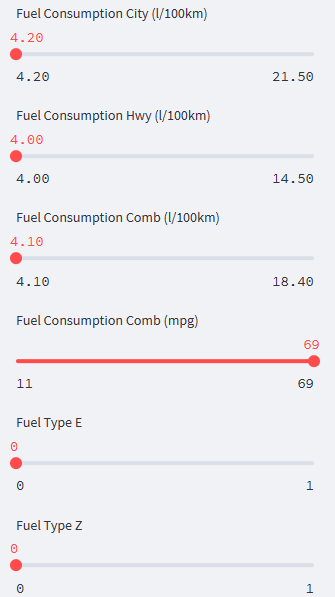 Fuel Consumption City (l/100km)
4.20
4.20 21.50
Fuel Consumption Hwy (l/100km)
4.00
4.00 14.50
Fuel Consumption Comb (l/100km)
4.10
4.10 18.40
Fuel Consumption Comb (mpg)
69
11 69
Fuel Type E
0
0 1
Fuel Type Z
0
0 1